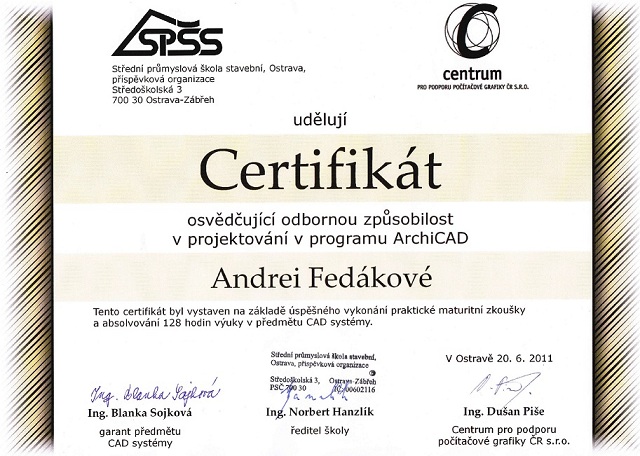 SPŠS
Střední průmyslová škola stavební, Ostrava,
příspěvková organizace
Středoškolská 3
700 30 Ostrava-Zábřeh
C
centrum
PRO PODPORU POČÍTAČOVÉ GRAFIKY ČR S.R.O.
udělují
Certifikát
osvědčující odbornou způsobilost
v projektování v programu ArchiCAD
Andrei Fedákové
Tento certifikát byl vystaven na základě úspěšného vykonání praktické maturitní zkoušky
a absolvování 128 hodin výuky v předmětu CAD systémy.
Střední průmyslová škola stavební,
Ostrava, příspěvková organizace
Středoškolská 3, Ostrava-Zábřeh
PSČ 700 30 IČ:00602116
V Ostravě 20. 6. 2011
Ing. Blanka Sojková
Ing. Blanka Sojková
garant předmětu
CAD systémy
Ing. Norbert Hanzlík
ředitel školy
Ing. Dušan Piše
Centrum pro podporu
počítačové grafiky ČR s.r.o.